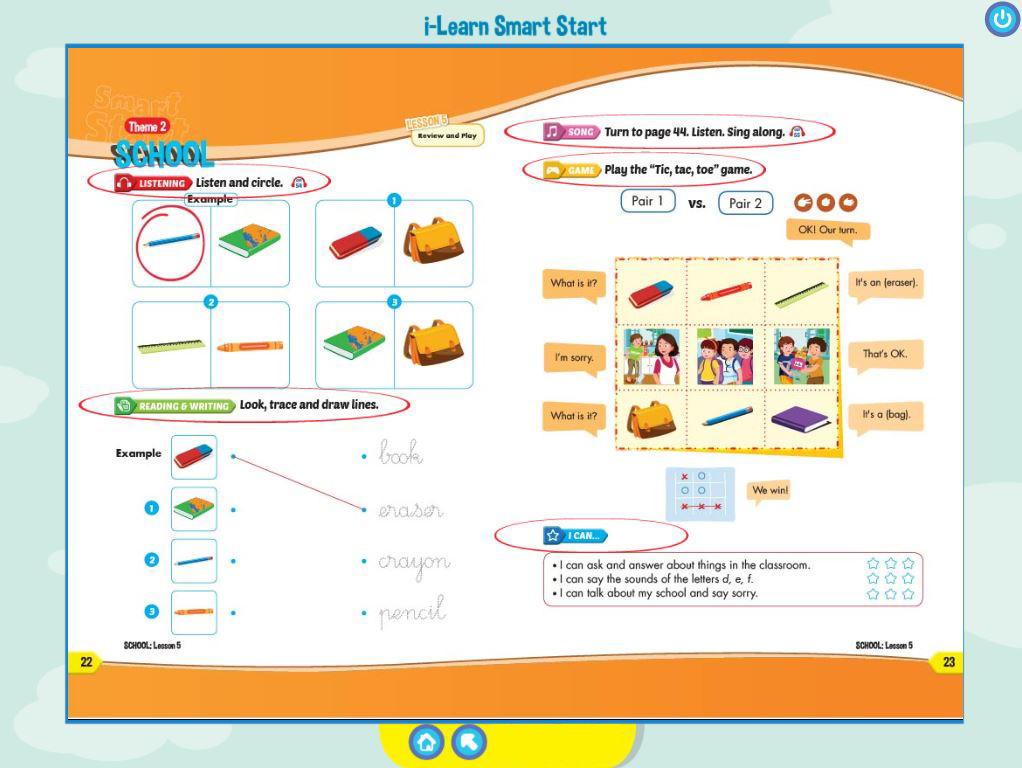 i-Learn Smart Start
Smart
Start
Theme 2
SCHOOL
LESSON 5
Review and Play
LISTENING Listen and circle. 54
Example
1
2
3
READING & WRITING Look, trace and draw lines.
Example
book
1
eraser
2
crayon
3
pencil
SCHOOL: Lesson 5
22
SONG Turn to page 44. Listen. Sing along.
GAME Play the “Tic, tac, toe” game.
Pair 1 vs. Pair 2
OK! Our turn.
What is it?
It's an (eraser).
I'm sorry.
That's OK.
What is it?
It's a (bag).
We win!
I CAN...
• I can ask and answer about things in the classroom.
• I can say the sounds of the letters d, e, f.
• I can talk about my school and say sorry.
SCHOOL: Lesson 5
23